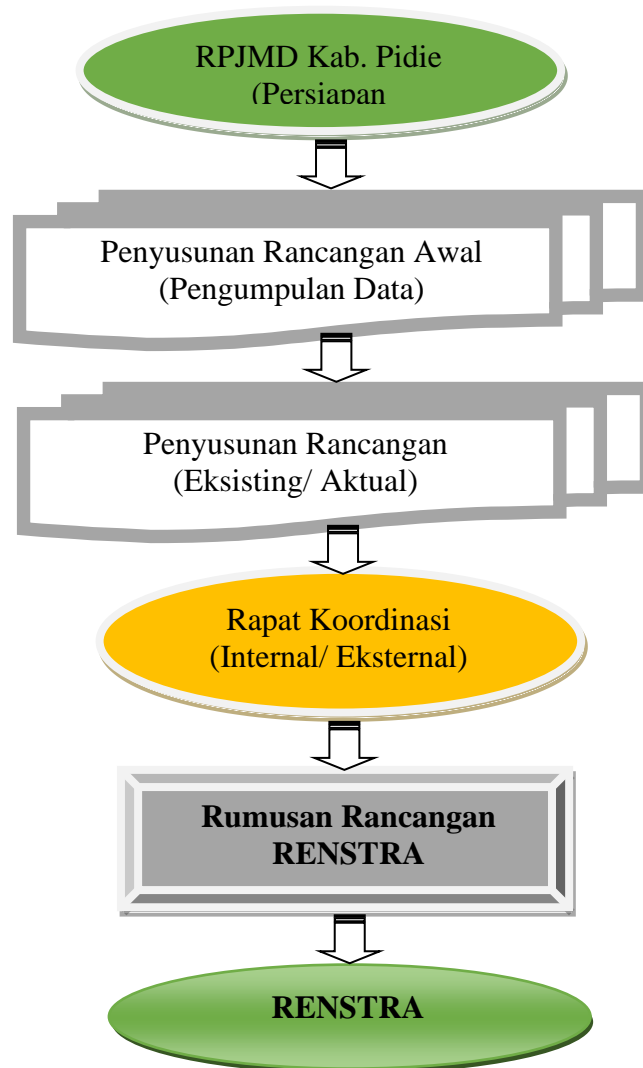 RPJMD Kab. Pidie
(Persiapan
Penyusunan Rancangan Awal
(Pengumpulan Data)
Penyusunan Rancangan
(Eksisting/ Aktual)
Rapat Koordinasi
(Internal/ Eksternal)
Rumusan Rancangan
RENSTRA
RENSTRA